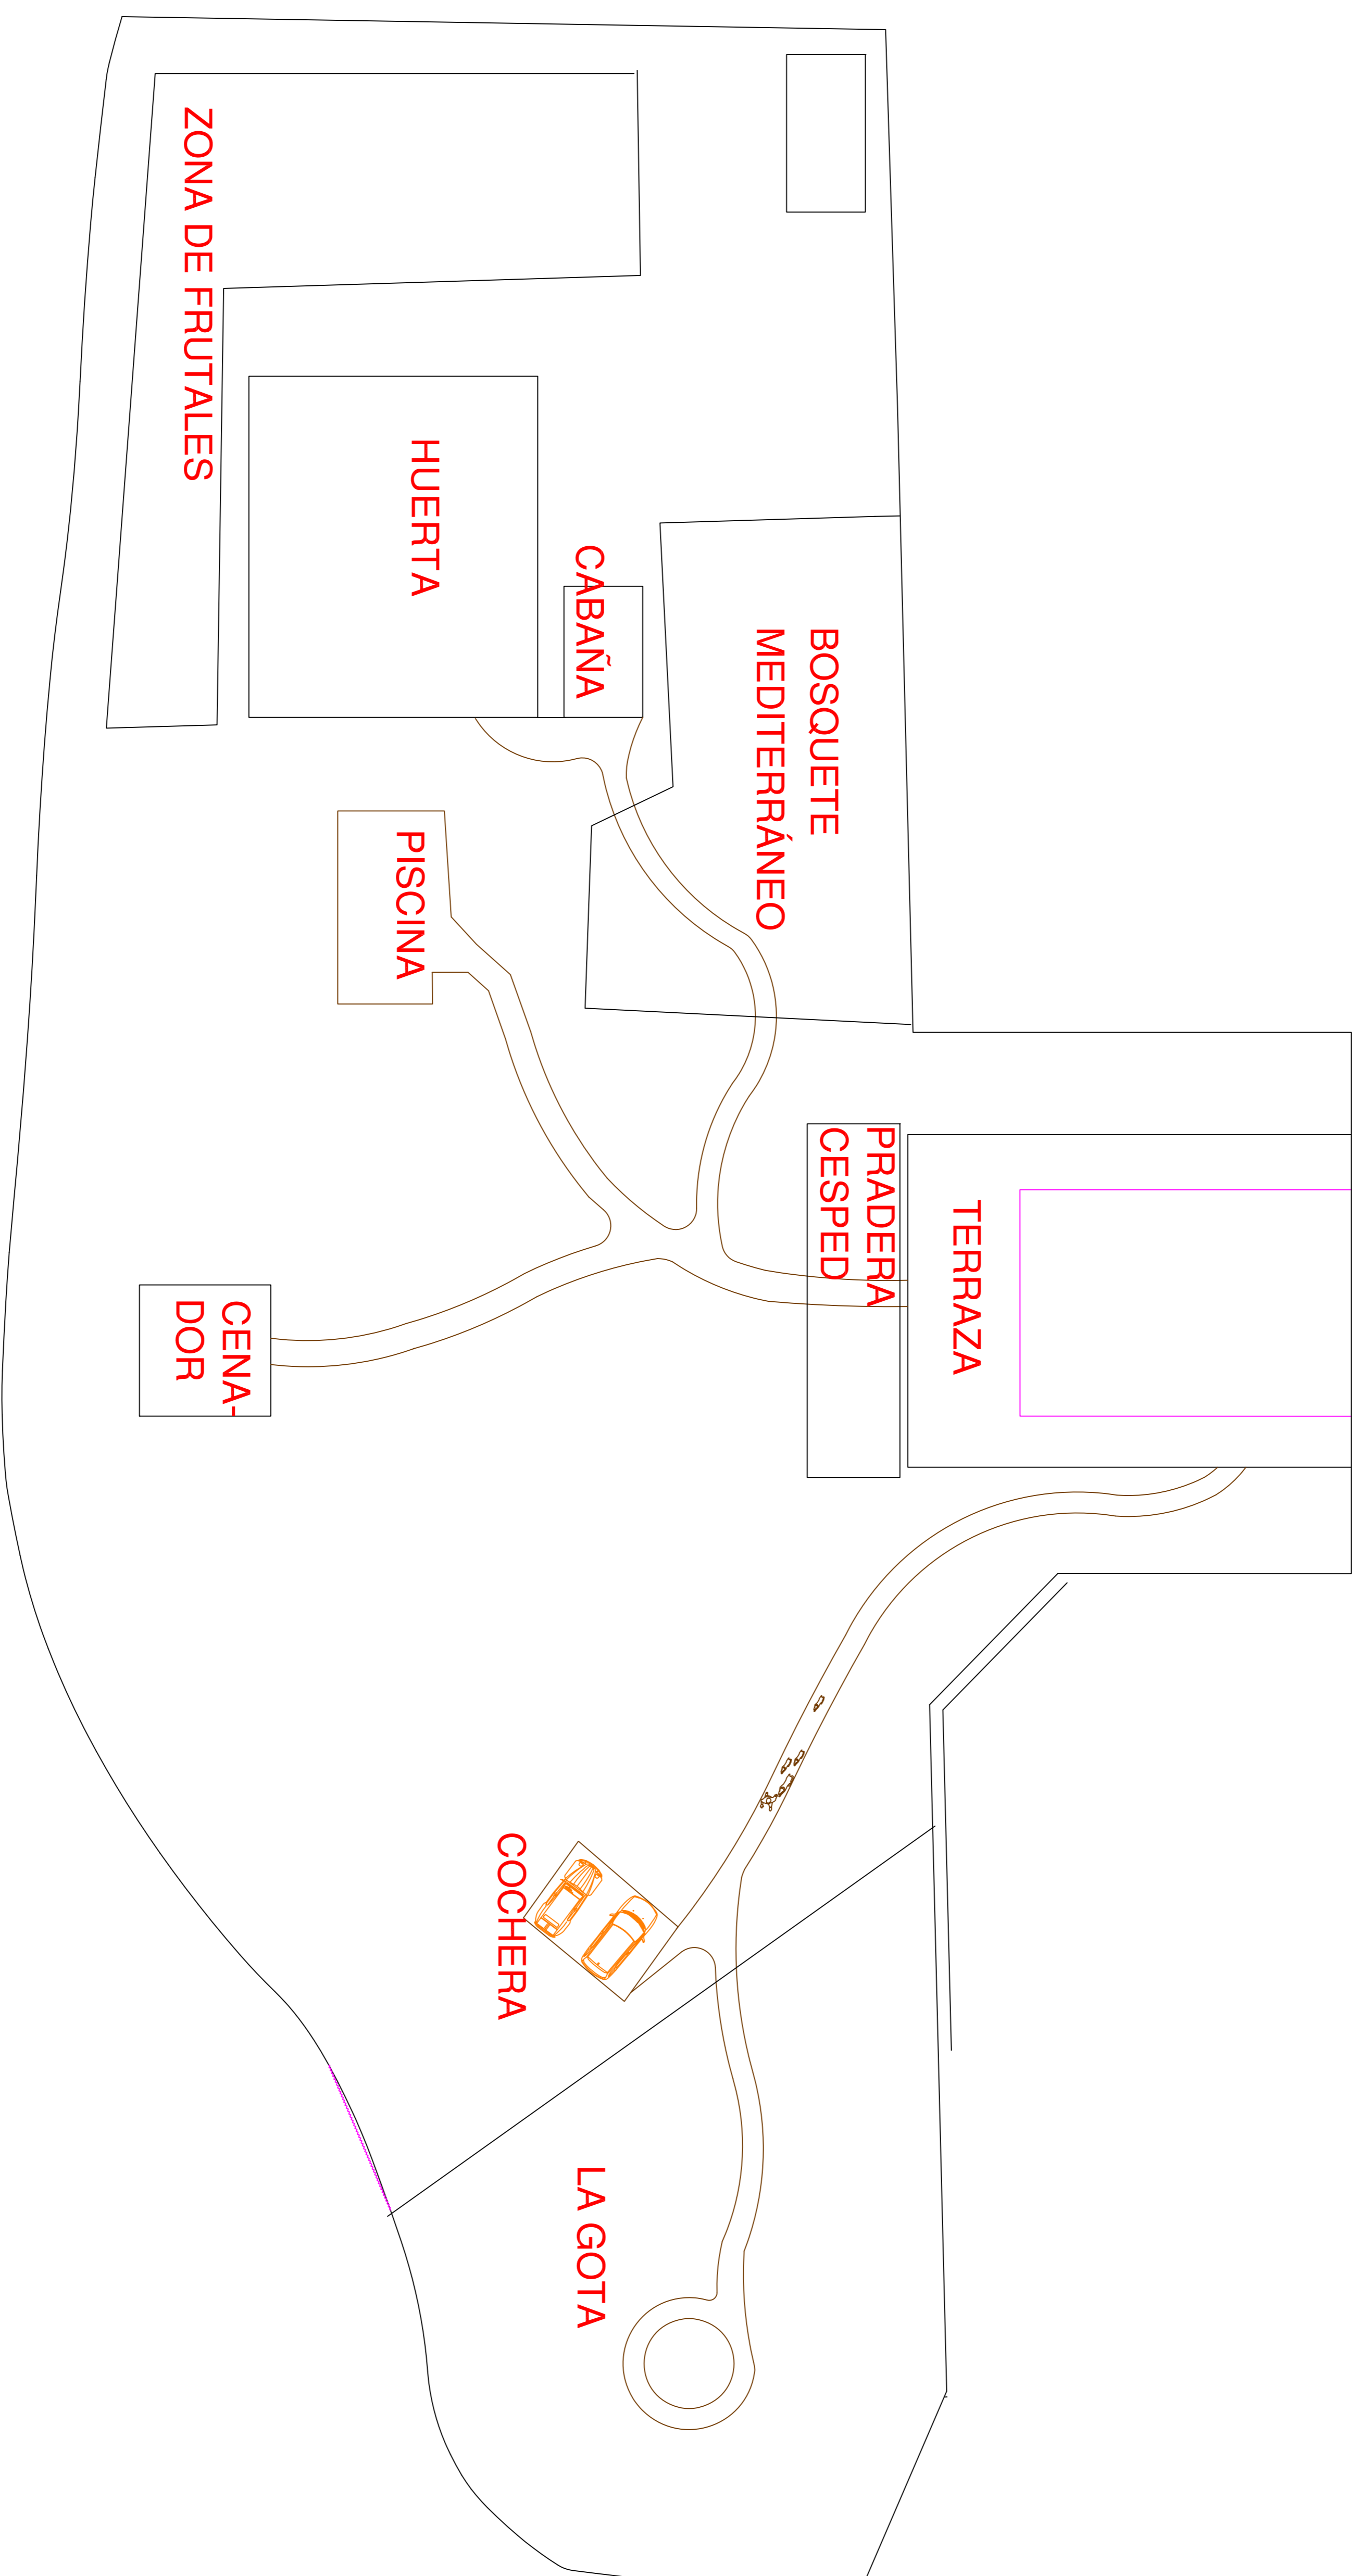 ZONA DE FRUTALES
HUERTA
CABAÑA
BOSQUETE
MEDITERRÁNEO
PISCINA
PRADERA
CESPED
TERRAZA
CENA-
DOR
COCHERA
LA GOTA